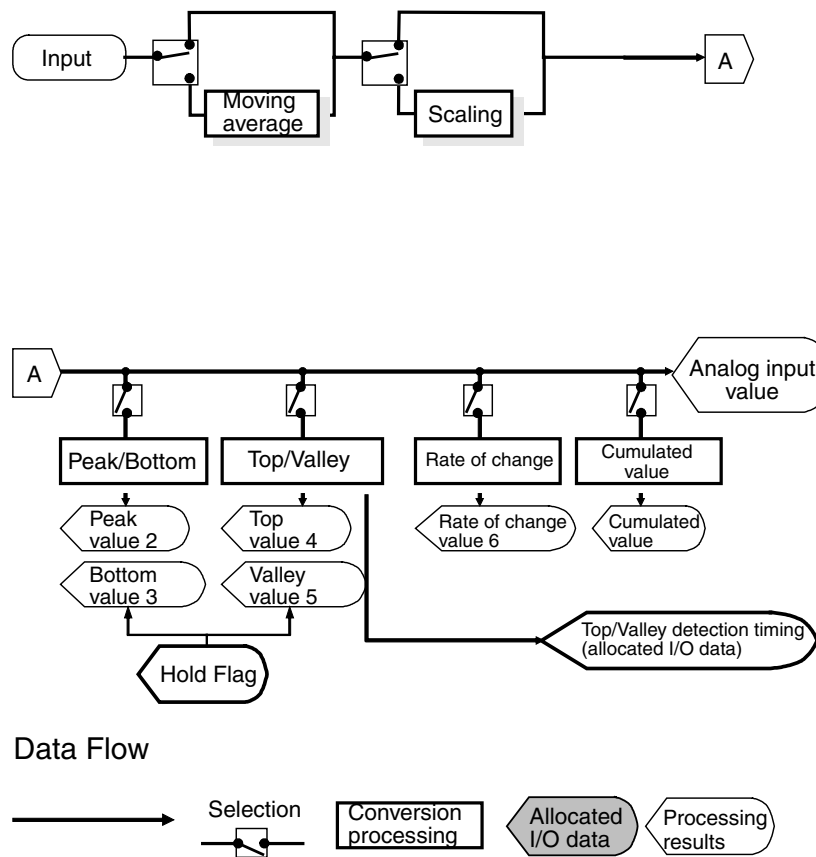 Input
Moving
average
Scaling
A
A
Analog input
value
Peak/Bottom
Top/Valley
Rate of change
Cumulated
value
Peak
value 2
Top
value 4
Rate of change
value 6
Cumulated
value
Bottom
value 3
Valley
value 5
Top/Valley detection timing
(allocated I/O data)
Hold Flag
Data Flow
Selection
Conversion
processing
Allocated
I/O data
Processing
results